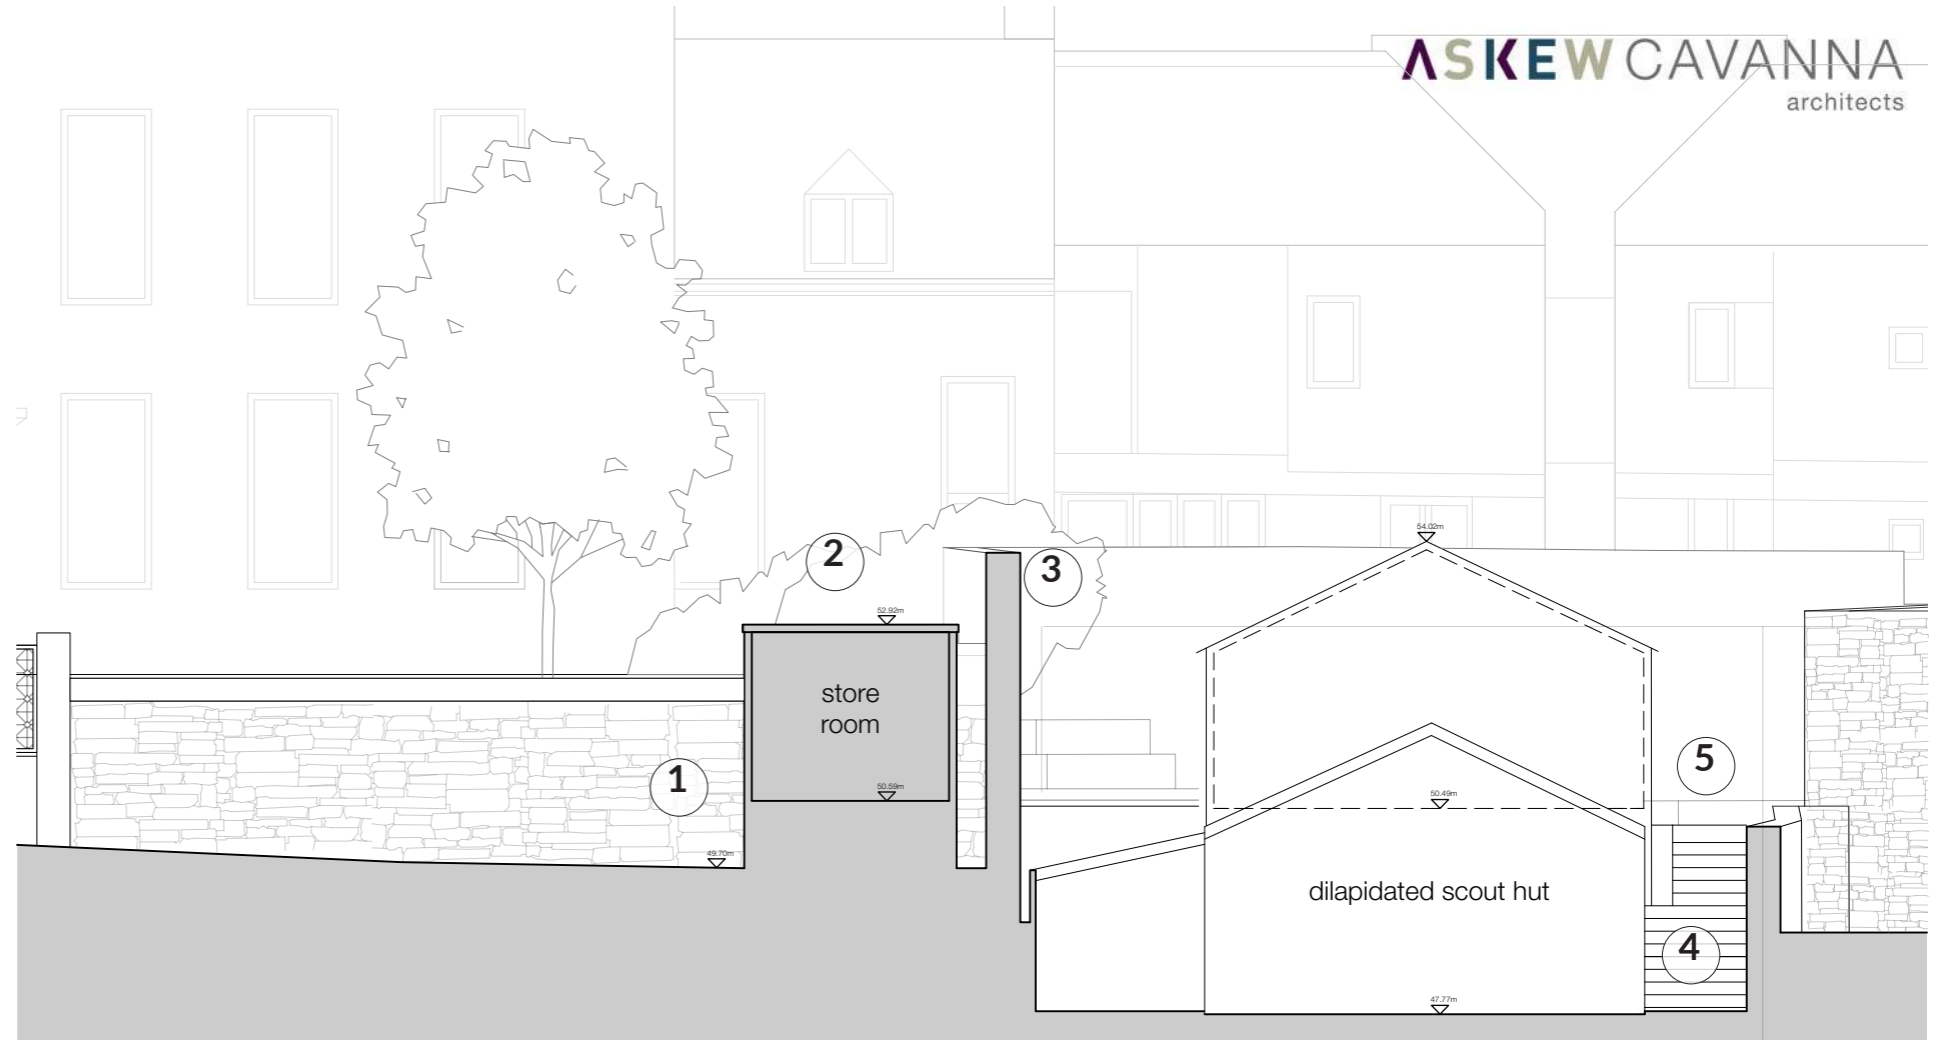 ASKEW CAVANNA
architects
54.02m
2
3
52.92m
store
room
5
1
50.59m
50.49m
49.70m
dilapidated scout hut
4
47.77m